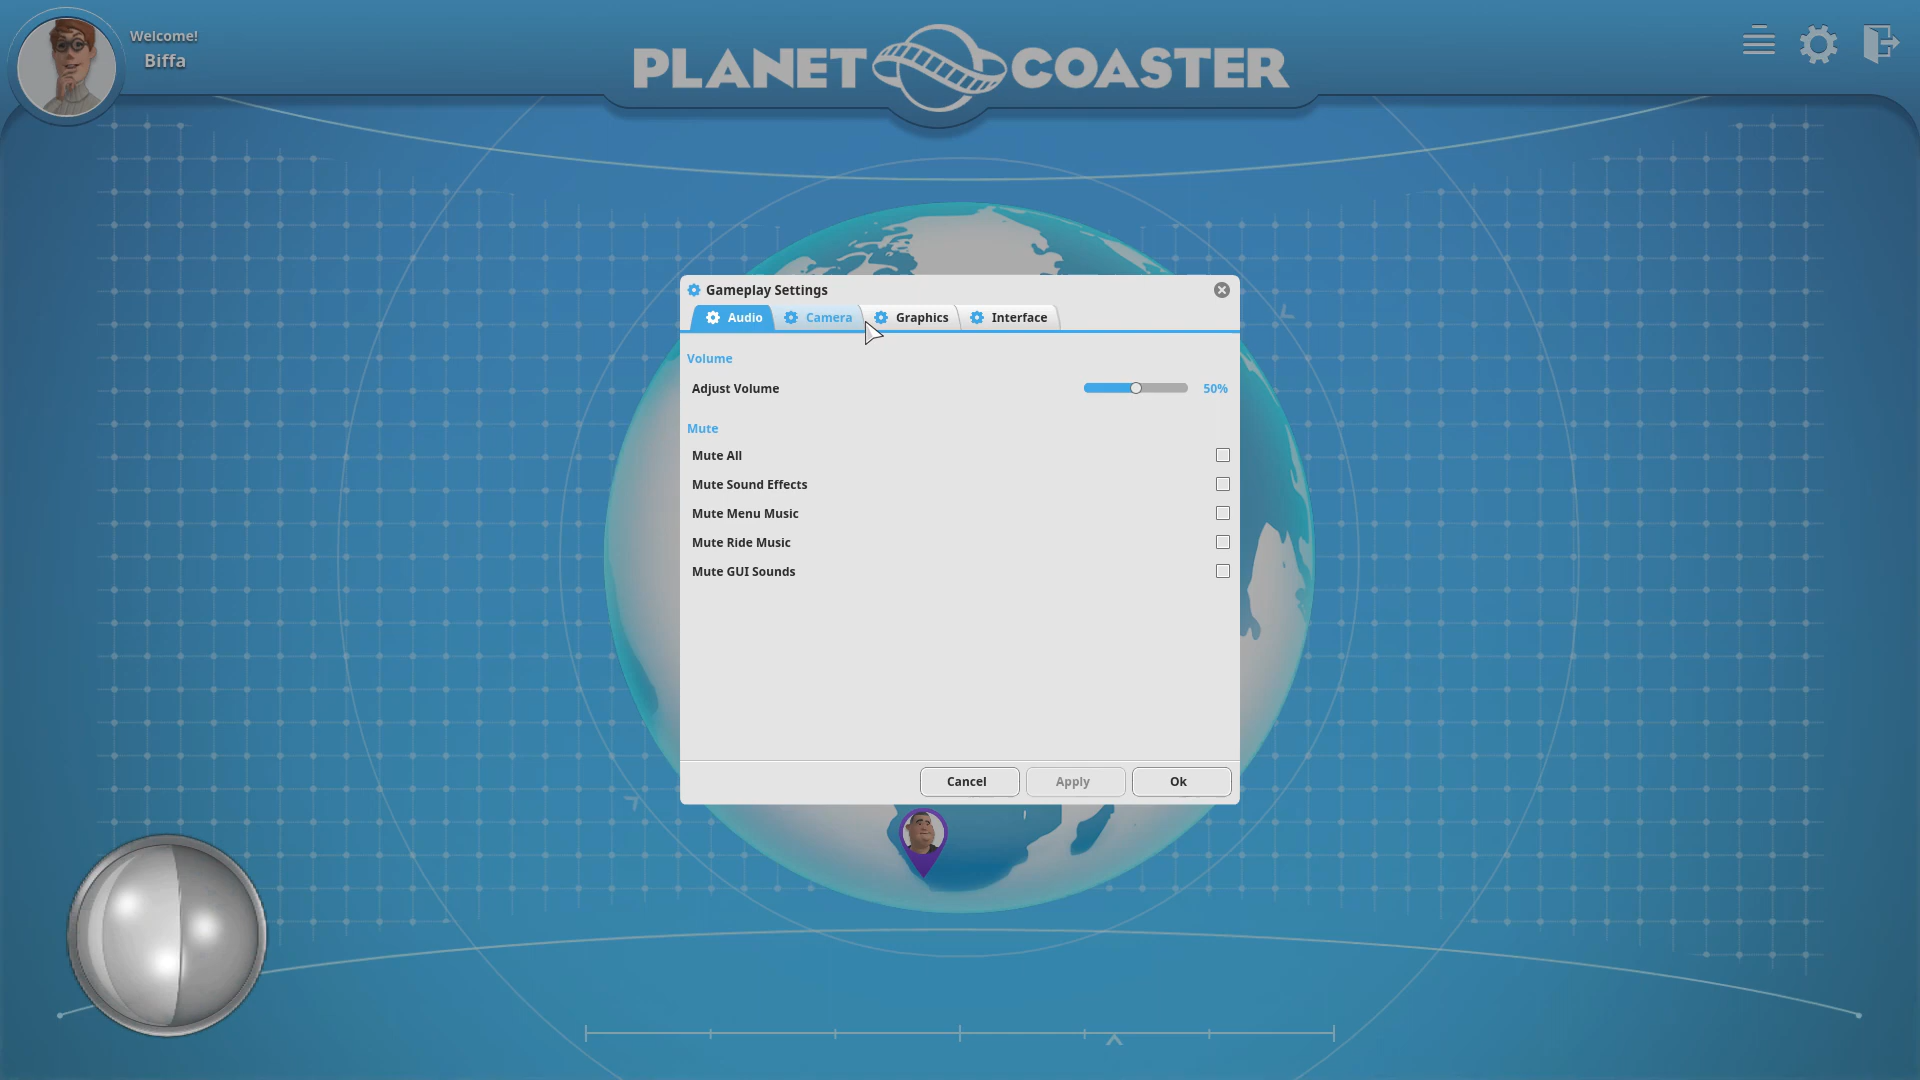 Welcome!
Biffa
PLANET COASTER
Gameplay Settings
Audio Camera Graphics Interface
Volume
Adjust Volume 50%
Mute
Mute All
Mute Sound Effects
Mute Menu Music
Mute Ride Music
Mute GUI Sounds
Cancel Apply Ok